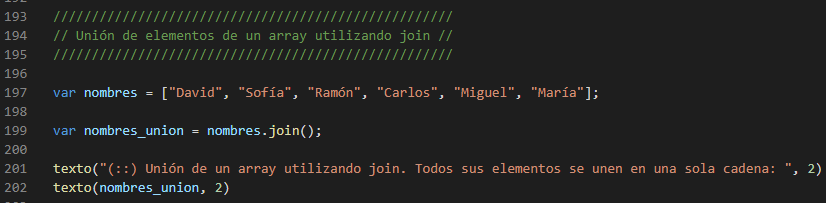 193 ////////////////////////////////////////////////////
194 // Unión de elementos de un array utilizando join //
195 ////////////////////////////////////////////////////
196
197 var nombres = ["David", "Sofía", "Ramón", "Carlos", "Miguel", "María"];
198
199 var nombres_union = nombres.join();
200
201 texto("(::) Unión de un array utilizando join. Todos sus elementos se unen en una sola cadena: ", 2)
202 texto(nombres_union, 2)